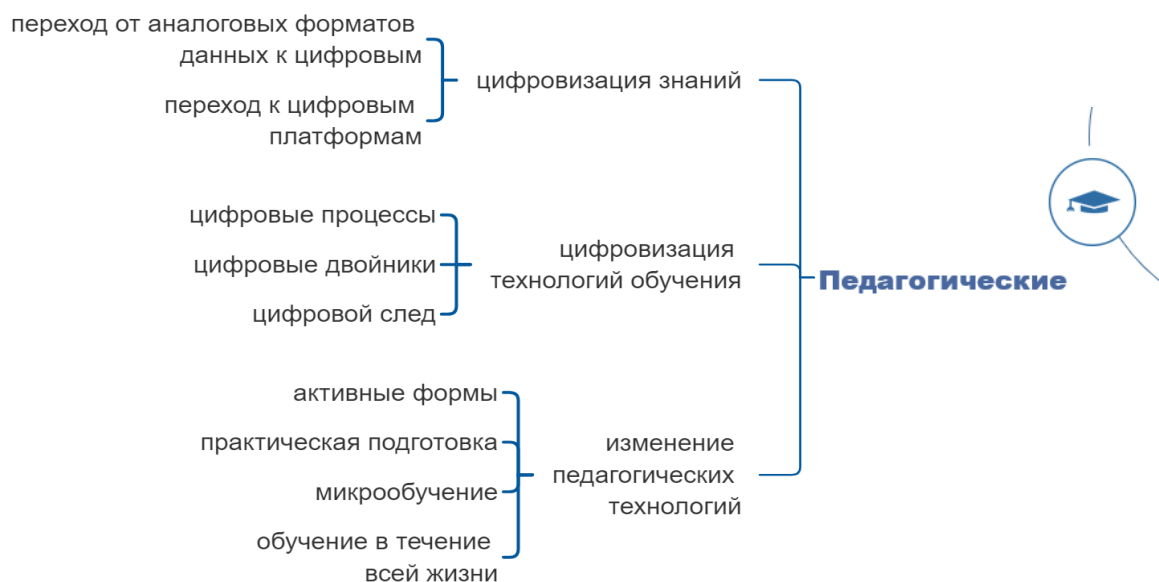 переход от аналоговых форматов
данных к цифровым
переход к цифровым
платформам
цифровизация знаний
цифровые процессы
цифровые двойники
цифровой след
цифровизация
технологий обучения
Педагогические
активные формы
практическая подготовка
микрообучение
обучение в течение
всей жизни
изменение
педагогических
технологий